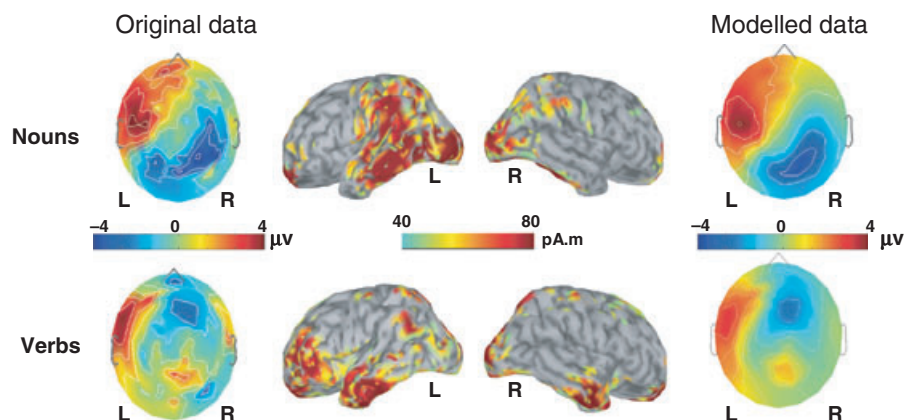 Original data Modelled data
Nouns
L R L R L R
–4 0 4 μv 40 80 pA.m –4 0 4 μv
Verbs
L R L R L R